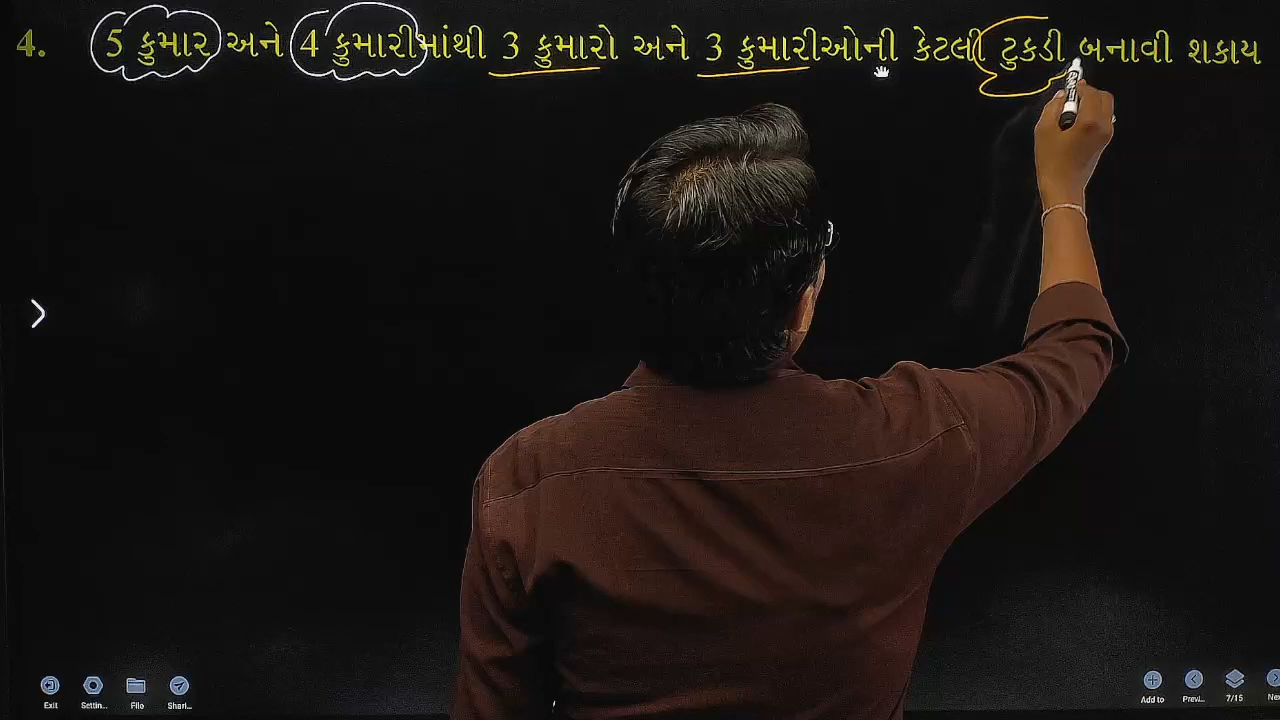 4. 5 કુમાર અને 4 કુમારીમાંથી 3 કુમારો અને 3 કુમારીઓની કેટલી ટુકડી બનાવી શકાય
Exit Settin... File Shari... Add to Previ... 7/15